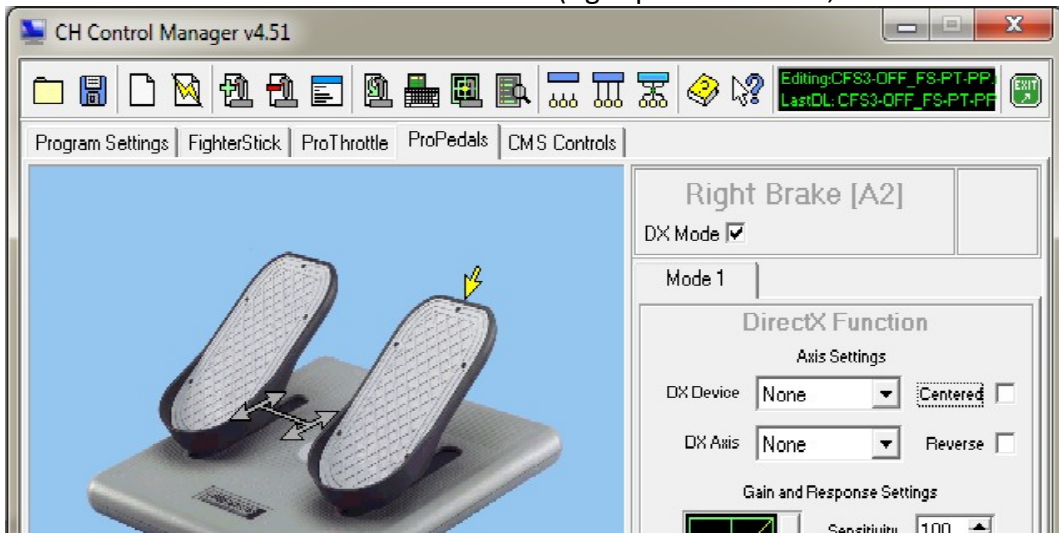 CH Control Manager v4.51
Editing:CFS3-OFF_FS-PT-PP.
LastDL: CFS3-OFF_FS-PT-PP
EXIT
Program Settings
FighterStick
ProThrottle
ProPedals
CMS Controls
Right Brake [A2]
DX Mode
Mode 1
DirectX Function
Axis Settings
DX Device None Centered
DX Axis None Reverse
Gain and Response Settings
Sensitivity 100